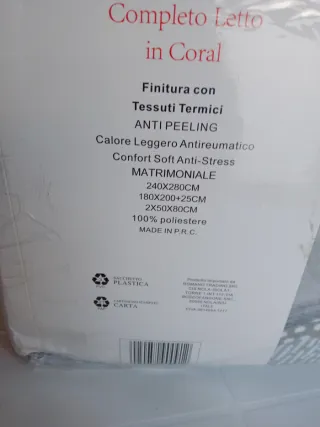 Completo Letto
in Coral
Finitura con
Tessuti Termici
ANTI PEELING
Calore Leggero Antireumatico
Confort Soft Anti-Stress
MATRIMONIALE
240X280CM
180X200+25CM
2X50X80CM
100% poliestere
MADE IN P.R.C.
SACCHETTO
PLASTICA
CARTA